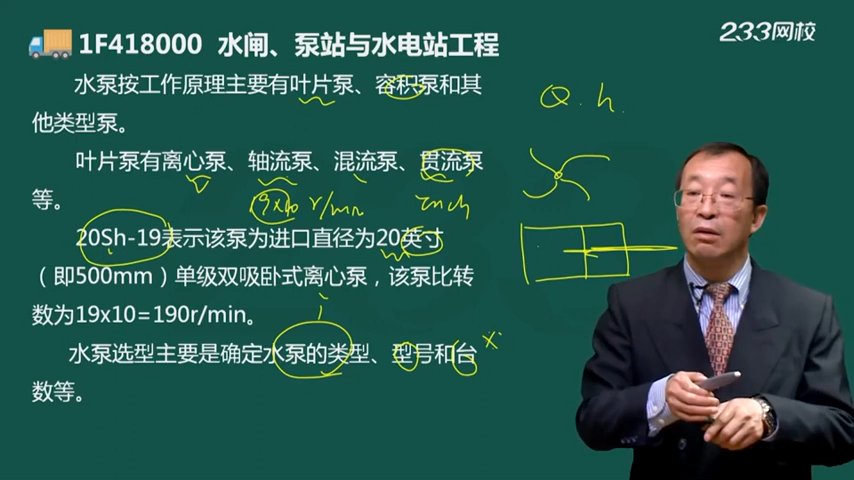 1F418000 水闸、泵站与水电站工程
233网校
水泵按工作原理主要有叶片泵、容积泵和其
他类型泵。
Q. h.
叶片泵有离心泵、轴流泵、混流泵、贯流泵
等。
r/min inch
20Sh-19表示该泵为进口直径为20英寸
（即500mm）单级双吸卧式离心泵，该泵比转
数为19x10=190r/min。
水泵选型主要是确定水泵的类型、型号和台
数等。